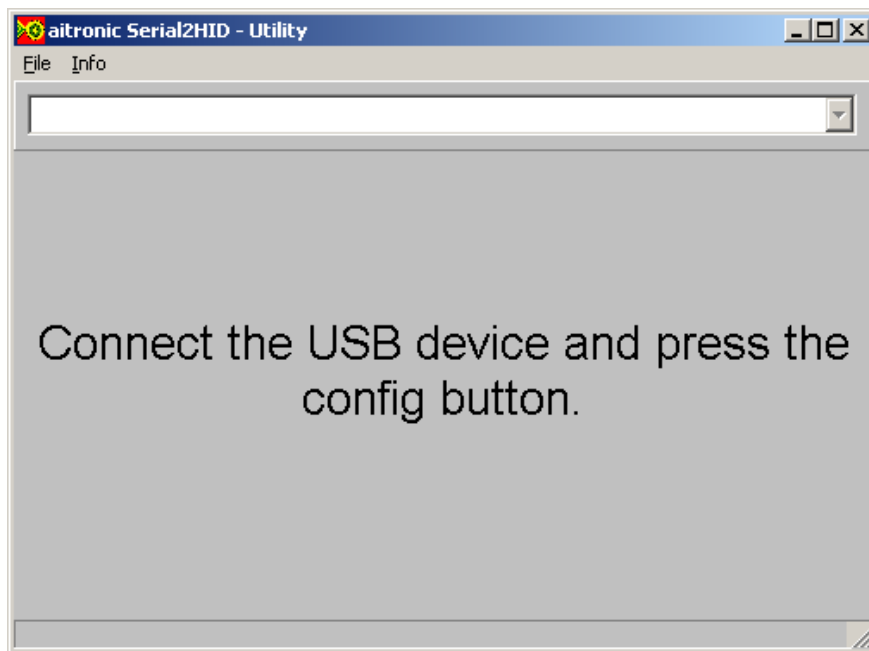 aitronic Serial2HID - Utility
File Info
Connect the USB device and press the
config button.